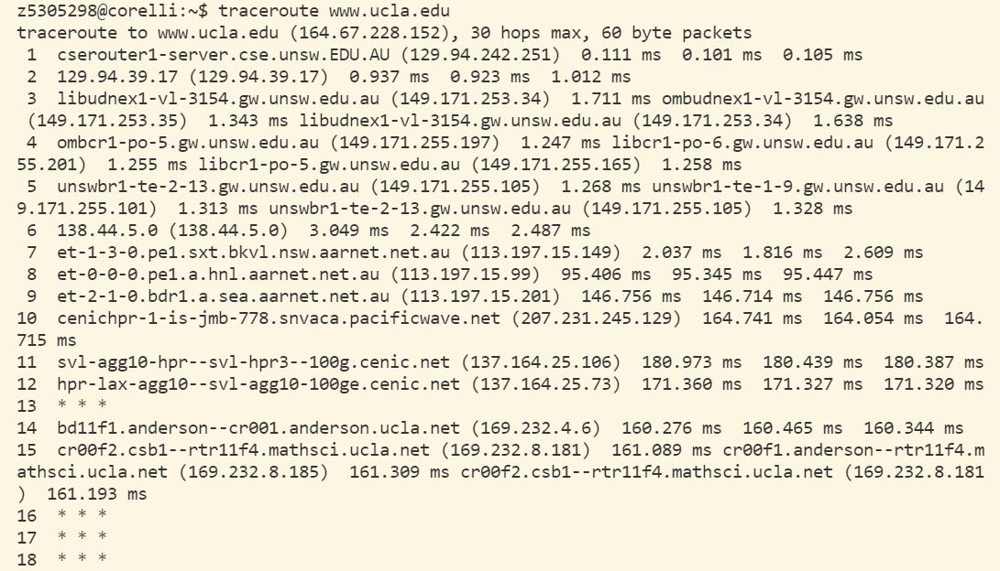 z5305298@corelli:~$ traceroute www.ucla.edu
traceroute to www.ucla.edu (164.67.228.152), 30 hops max, 60 byte packets
 1  cserouter1-server.cse.unsw.EDU.AU (129.94.242.251)  0.111 ms  0.101 ms  0.105 ms
 2  129.94.39.17 (129.94.39.17)  0.937 ms  0.923 ms  1.012 ms
 3  libudnex1-vl-3154.gw.unsw.edu.au (149.171.253.34)  1.711 ms ombudnex1-vl-3154.gw.unsw.edu.au
 (149.171.253.35)  1.343 ms libudnex1-vl-3154.gw.unsw.edu.au (149.171.253.34)  1.638 ms
 4  ombcr1-po-5.gw.unsw.edu.au (149.171.255.197)  1.247 ms libcr1-po-6.gw.unsw.edu.au (149.171.2
55.201)  1.255 ms libcr1-po-5.gw.unsw.edu.au (149.171.255.165)  1.258 ms
 5  unswbr1-te-2-13.gw.unsw.edu.au (149.171.255.105)  1.268 ms unswbr1-te-1-9.gw.unsw.edu.au (14
9.171.255.101)  1.313 ms unswbr1-te-2-13.gw.unsw.edu.au (149.171.255.105)  1.328 ms
 6  138.44.5.0 (138.44.5.0)  3.049 ms  2.422 ms  2.487 ms
 7  et-1-3-0.pe1.sxt.bkvl.nsw.aarnet.net.au (113.197.15.149)  2.037 ms  1.816 ms  2.609 ms
 8  et-0-0-0.pe1.a.hnl.aarnet.net.au (113.197.15.99)  95.406 ms  95.345 ms  95.447 ms
 9  et-2-1-0.bdr1.a.sea.aarnet.net.au (113.197.15.201)  146.756 ms  146.714 ms  146.756 ms
10  cenichpr-1-is-jmb-778.snvaca.pacificwave.net (207.231.245.129)  164.741 ms  164.054 ms  164.
715 ms
11  svl-agg10-hpr--svl-hpr3--100g.cenic.net (137.164.25.106)  180.973 ms  180.439 ms  180.387 ms
12  hpr-lax-agg10--svl-agg10-100ge.cenic.net (137.164.25.73)  171.360 ms  171.327 ms  171.320 ms
13  * * *
14  bd11f1.anderson--cr001.anderson.ucla.net (169.232.4.6)  160.276 ms  160.465 ms  160.344 ms
15  cr00f2.csb1--rtr11f4.mathsci.ucla.net (169.232.8.181)  161.089 ms cr00f1.anderson--rtr11f4.m
athsci.ucla.net (169.232.8.185)  161.309 ms cr00f2.csb1--rtr11f4.mathsci.ucla.net (169.232.8.181
)  161.193 ms
16  * * *
17  * * *
18  * * *